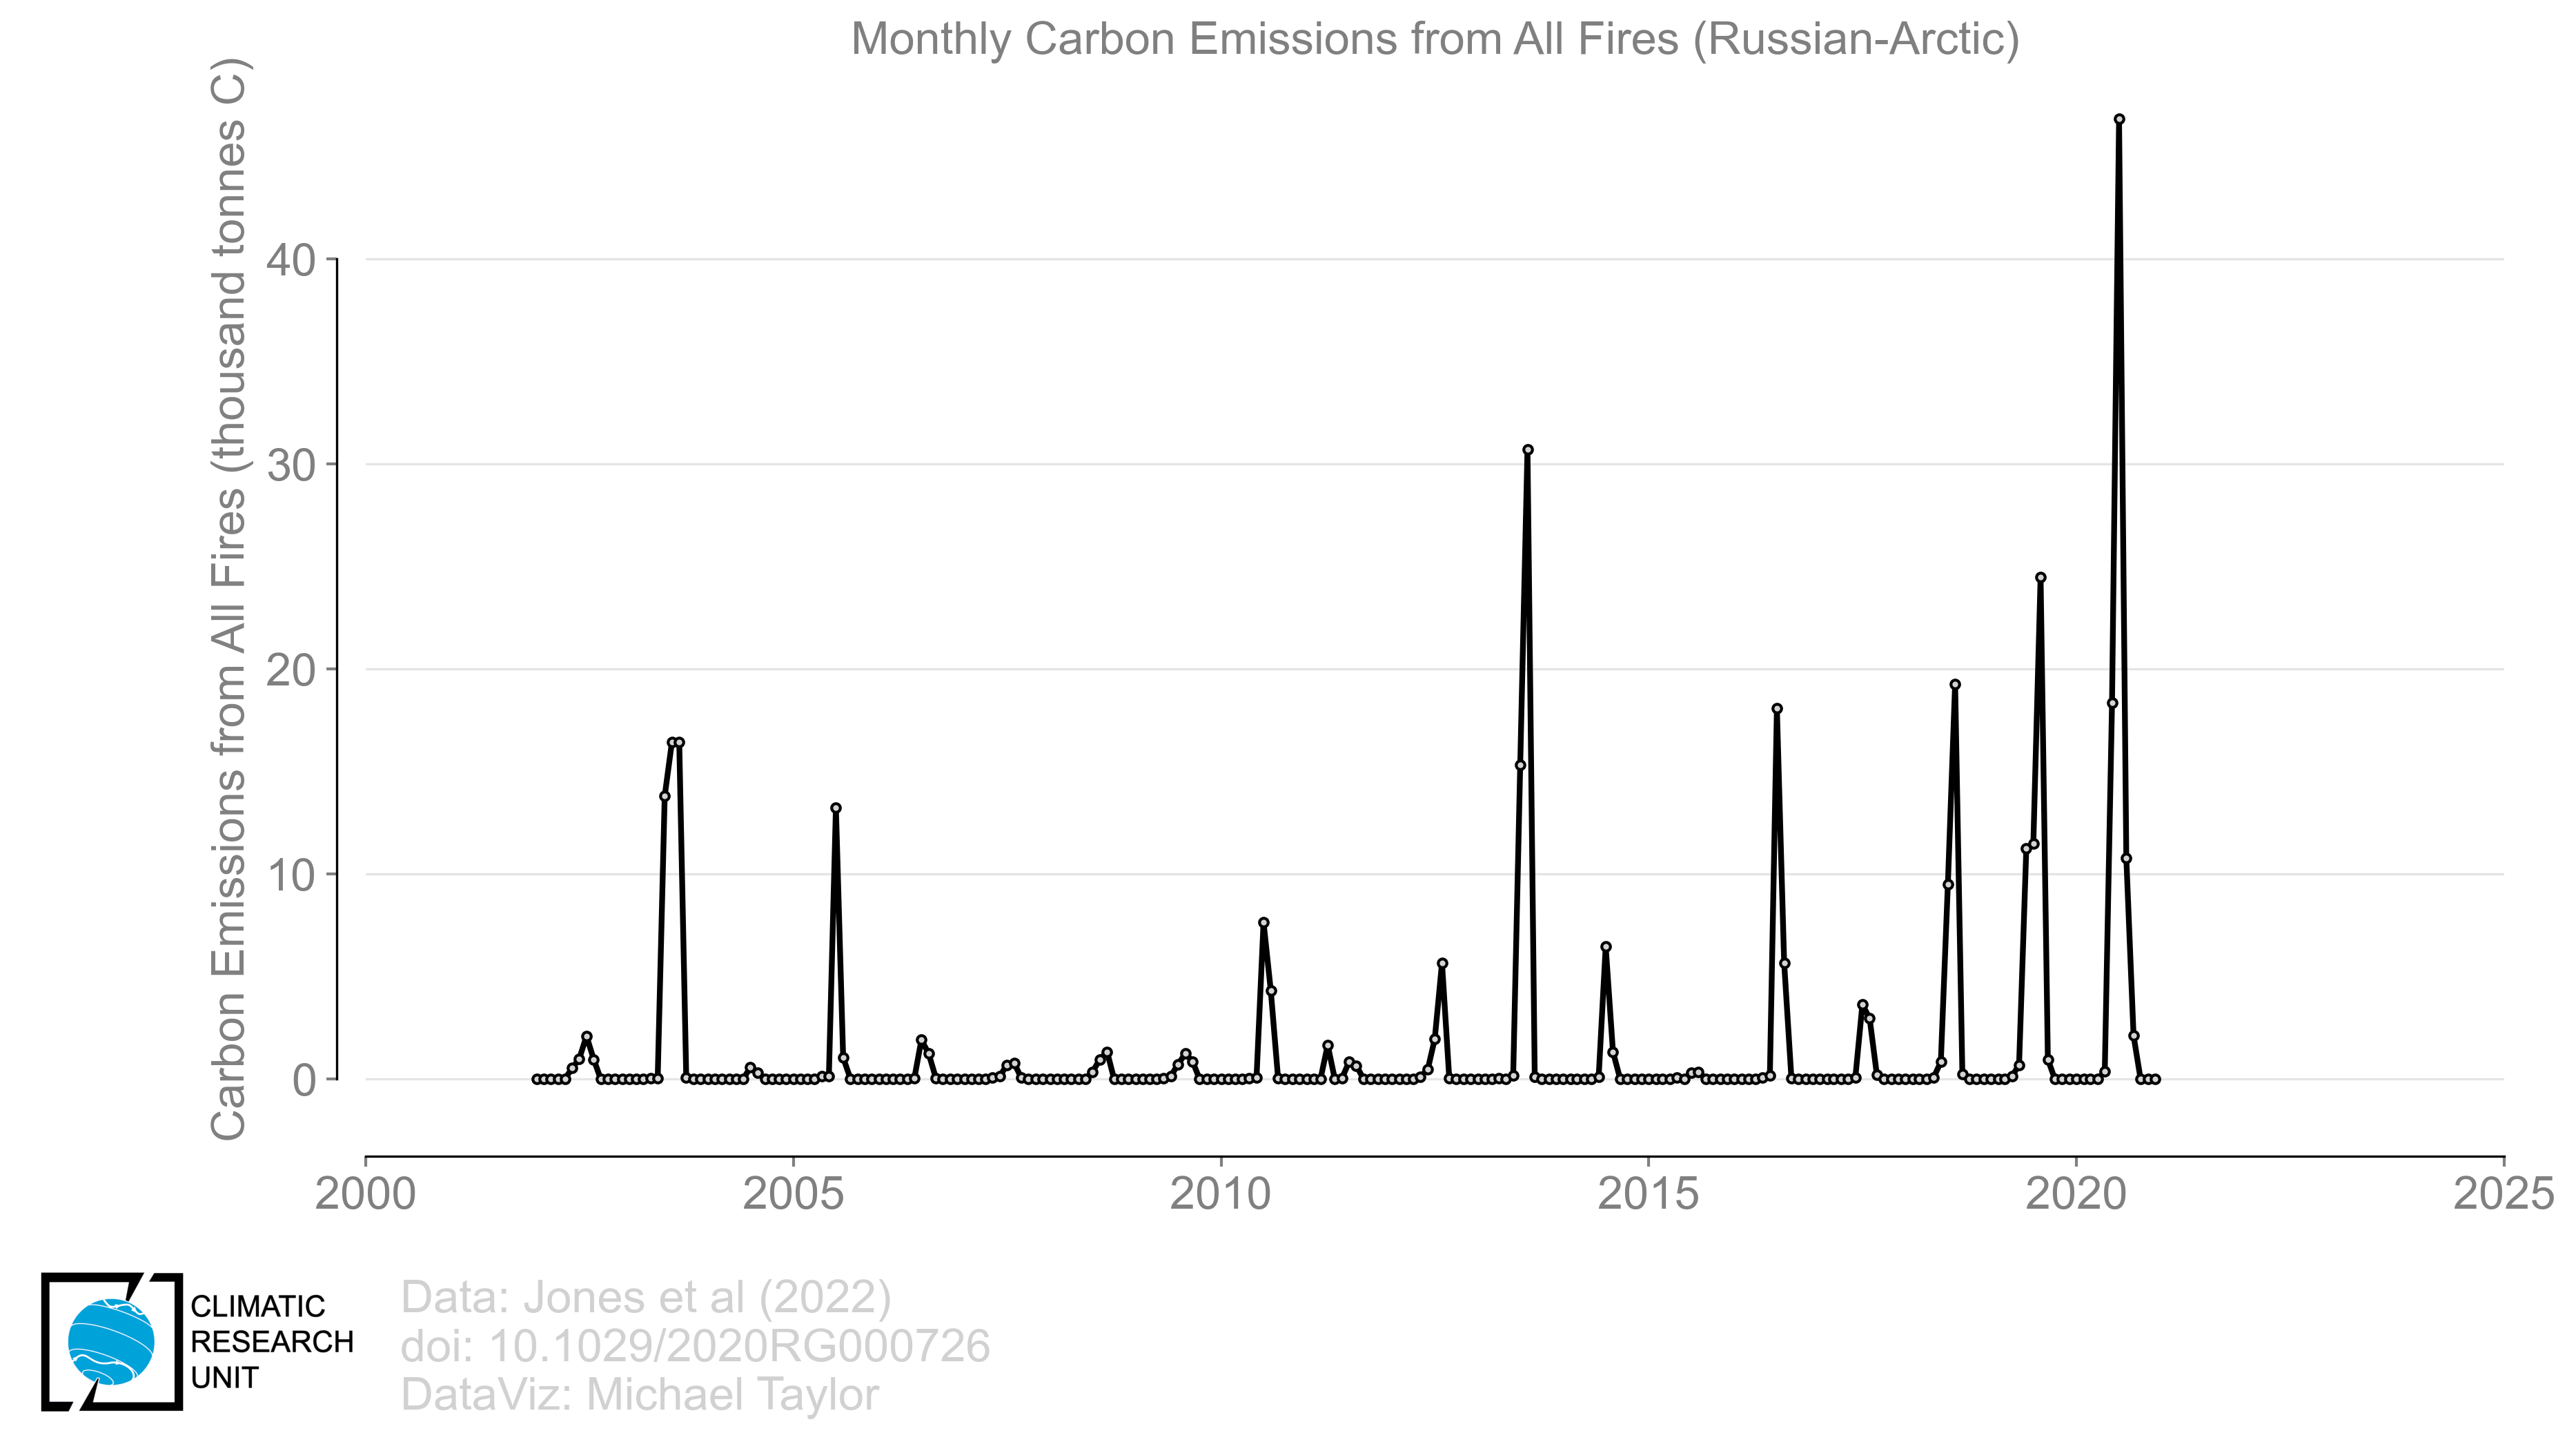 Monthly Carbon Emissions from All Fires (Russian-Arctic)
Carbon Emissions from All Fires (thousand tonnes C)
40
30
20
10
0
2000
2005
2010
2015
2020
2025
CLIMATIC
RESEARCH
UNIT
Data: Jones et al (2022)
doi: 10.1029/2020RG000726
DataViz: Michael Taylor